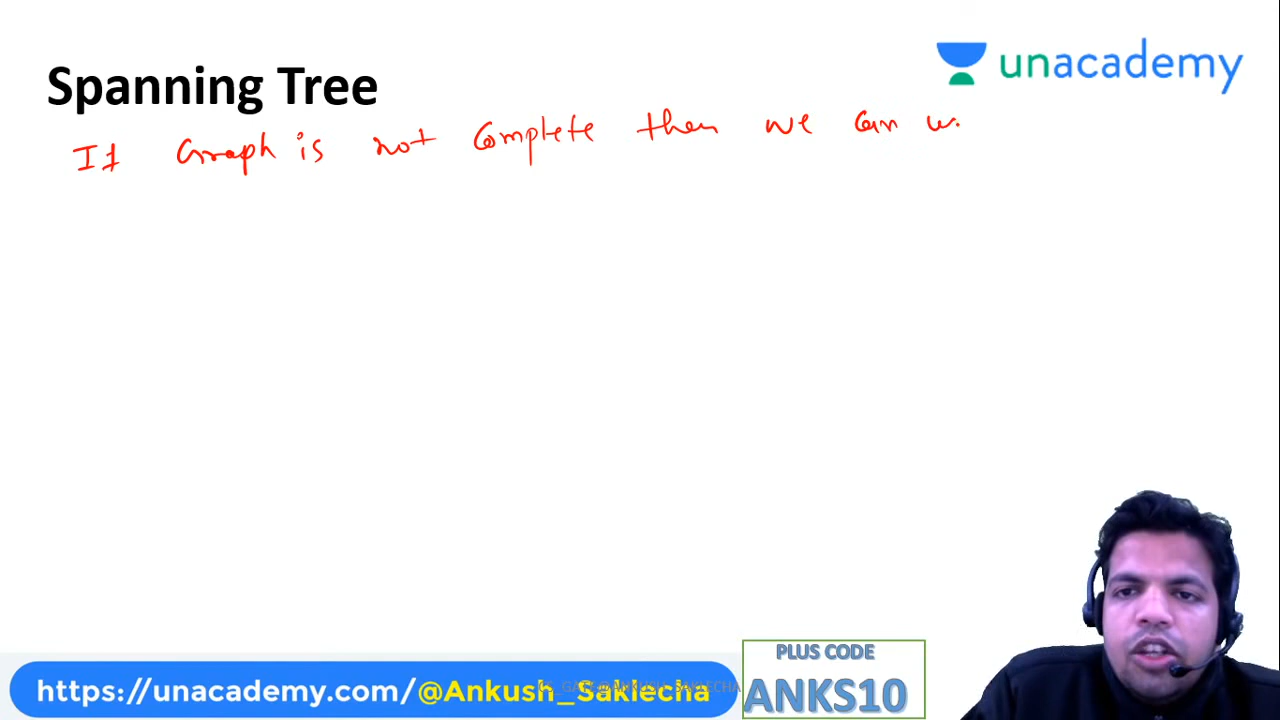 Spanning Tree
unacademy
If Graph is not complete then we can
https://unacademy.com/@Ankush_Saklecha
PLUS CODE
ANKS10